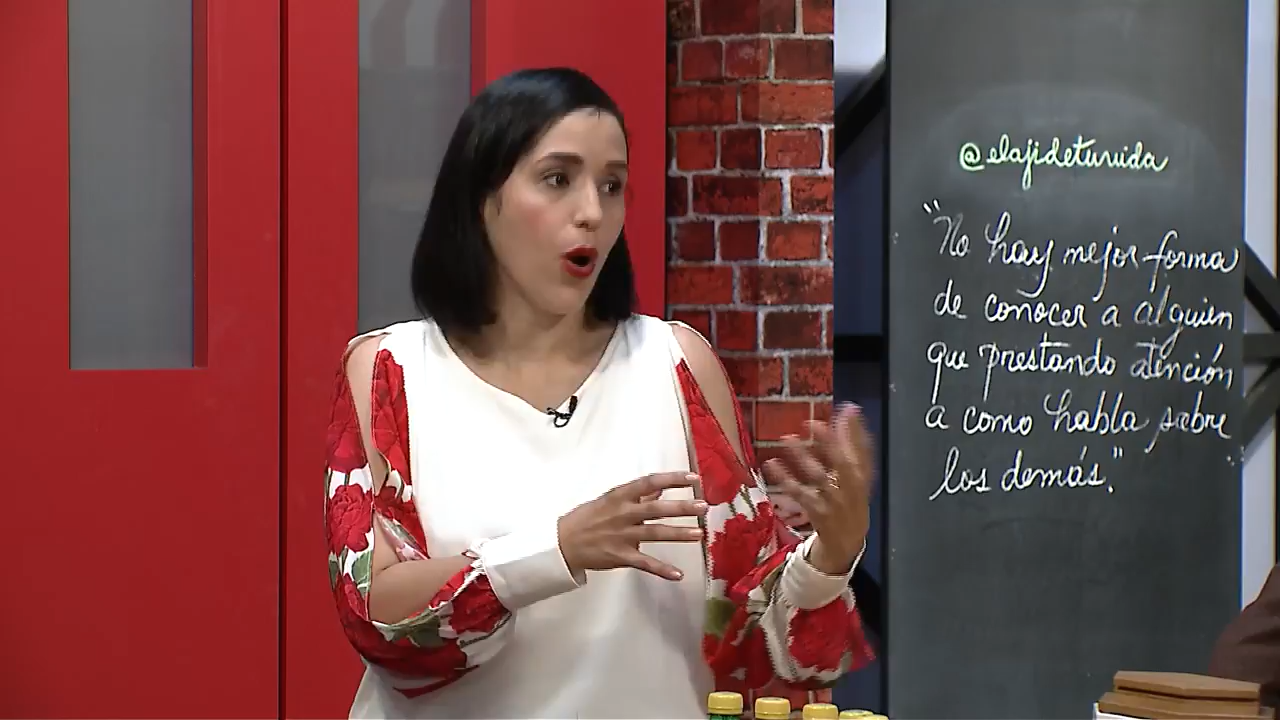 @elajidetuvida
"No hay mejor forma
de conocer a alguien
que prestando atención
a como habla sobre
los demás."